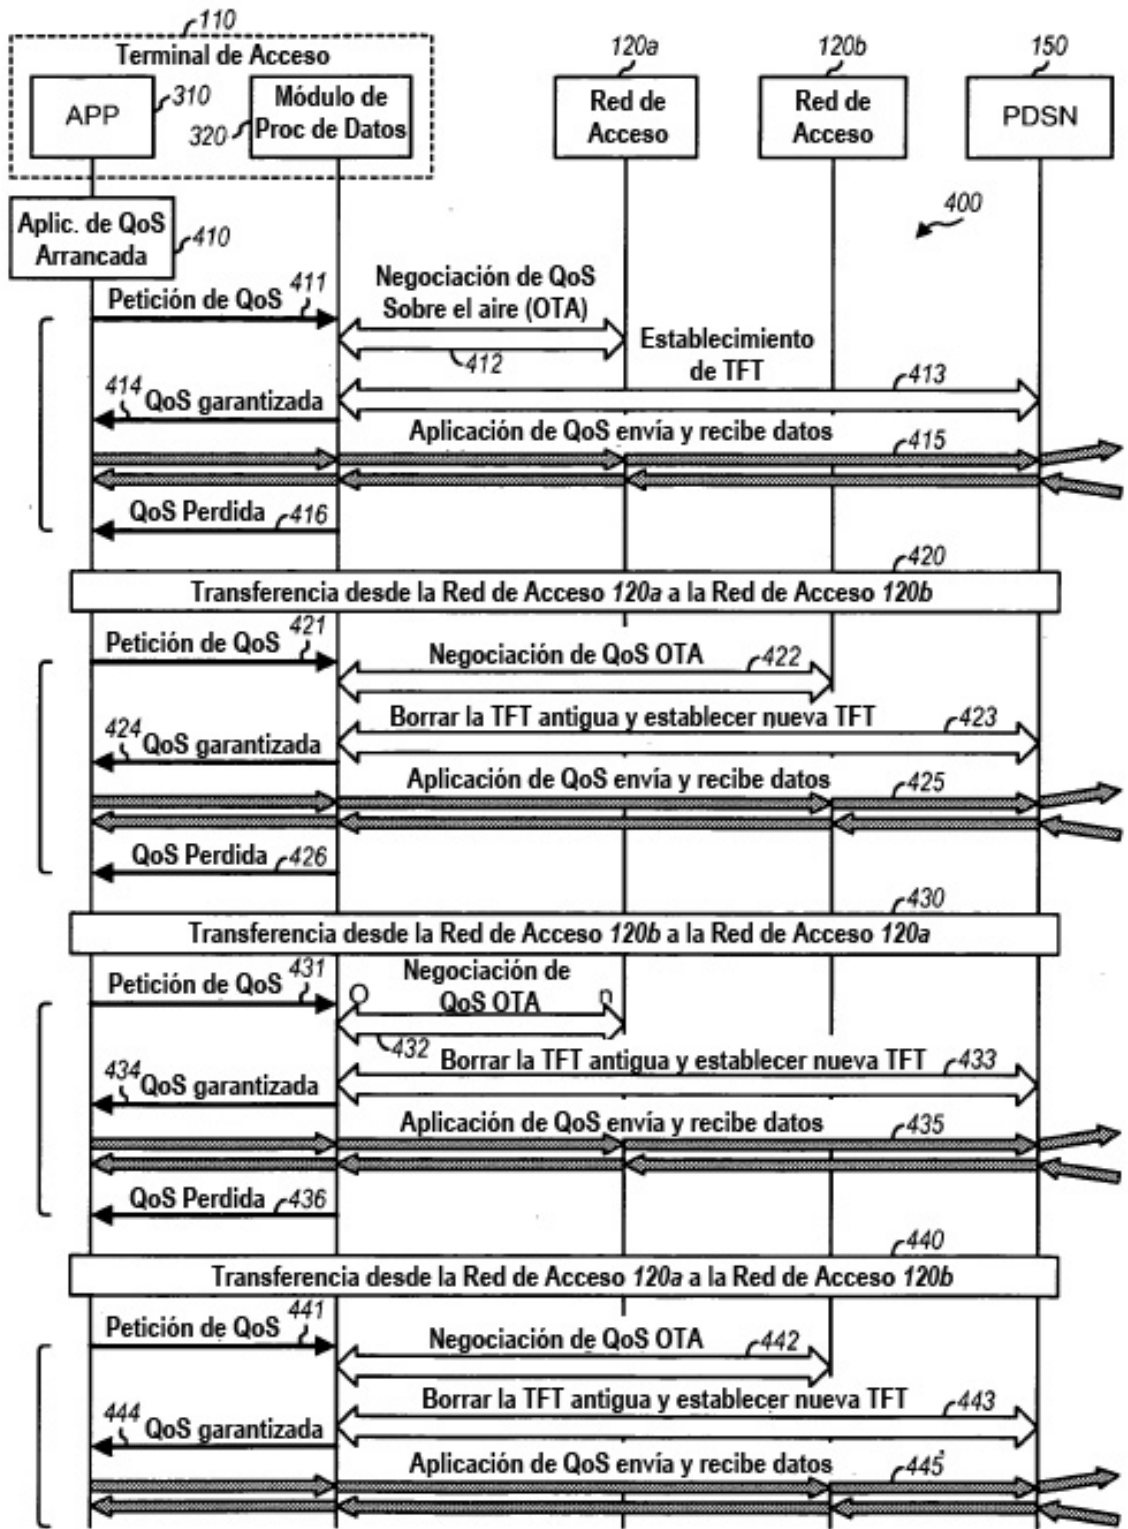 110
Terminal de Acceso
120a
120b
150
APP
310
Módulo de
Proc de Datos
320
Red de
Acceso
Red de
Acceso
PDSN
400
Aplic. de QoS
Arrancada
410
Petición de QoS
411
Negociación de QoS
Sobre el aire (OTA)
412
Establecimiento
de TFT
413
414
QoS garantizada
Aplicación de QoS envía y recibe datos
415
QoS Perdida
416
420
Transferencia desde la Red de Acceso 120a a la Red de Acceso 120b
Petición de QoS
421
Negociación de QoS OTA
422
Borrar la TFT antigua y establecer nueva TFT
423
424
QoS garantizada
Aplicación de QoS envía y recibe datos
425
QoS Perdida
426
430
Transferencia desde la Red de Acceso 120b a la Red de Acceso 120a
Petición de QoS
431
Negociación de
O QoS OTA n
432
Borrar la TFT antigua y establecer nueva TFT
433
434
QoS garantizada
Aplicación de QoS envía y recibe datos
435
QoS Perdida
436
440
Transferencia desde la Red de Acceso 120a a la Red de Acceso 120b
Petición de QoS
441
Negociación de QoS OTA
442
Borrar la TFT antigua y establecer nueva TFT
443
444
QoS garantizada
Aplicación de QoS envía y recibe datos
445